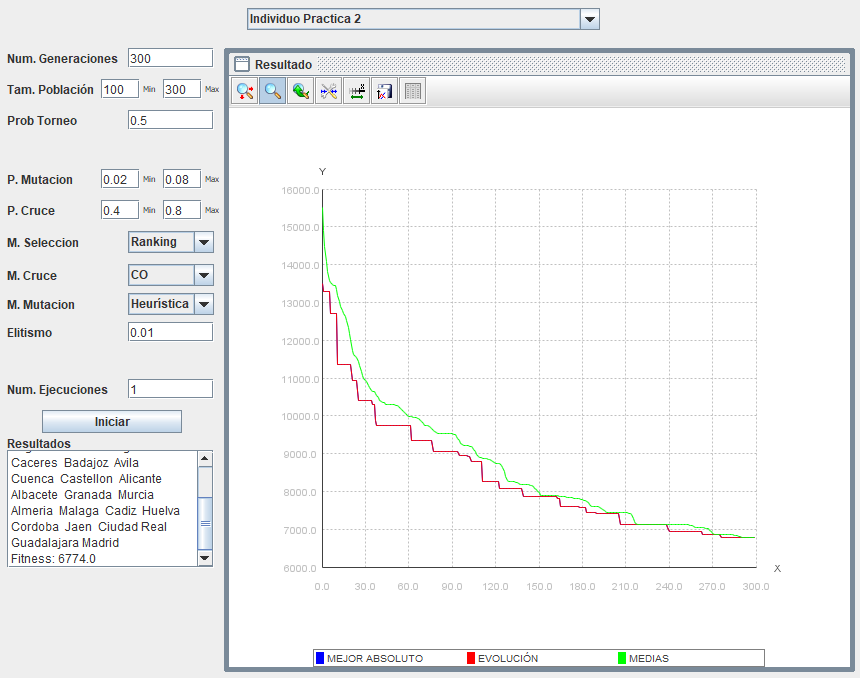 Individuo Practica 2
Num. Generaciones 300
Tam. Población 100 Min 300 Max
Prob Torneo 0.5
P. Mutacion 0.02 Min 0.08 Max
P. Cruce 0.4 Min 0.8 Max
M. Seleccion Ranking
M. Cruce CO
M. Mutacion Heuristica
Elitismo 0.01
Num. Ejecuciones 1
Iniciar
Resultados
Caceres Badajoz Avila
Cuenca Castellon Alicante
Albacete Granada Murcia
Almeria Malaga Cadiz Huelva
Cordoba Jaen Ciudad Real
Guadalajara Madrid
Fitness: 6774.0
Resultado
Y
16000.0
15000.0
14000.0
13000.0
12000.0
11000.0
10000.0
9000.0
8000.0
7000.0
6000.0
X
0.0 30.0 60.0 90.0 120.0 150.0 180.0 210.0 240.0 270.0 300.0
MEJOR ABSOLUTO EVOLUCIÓN MEDIAS